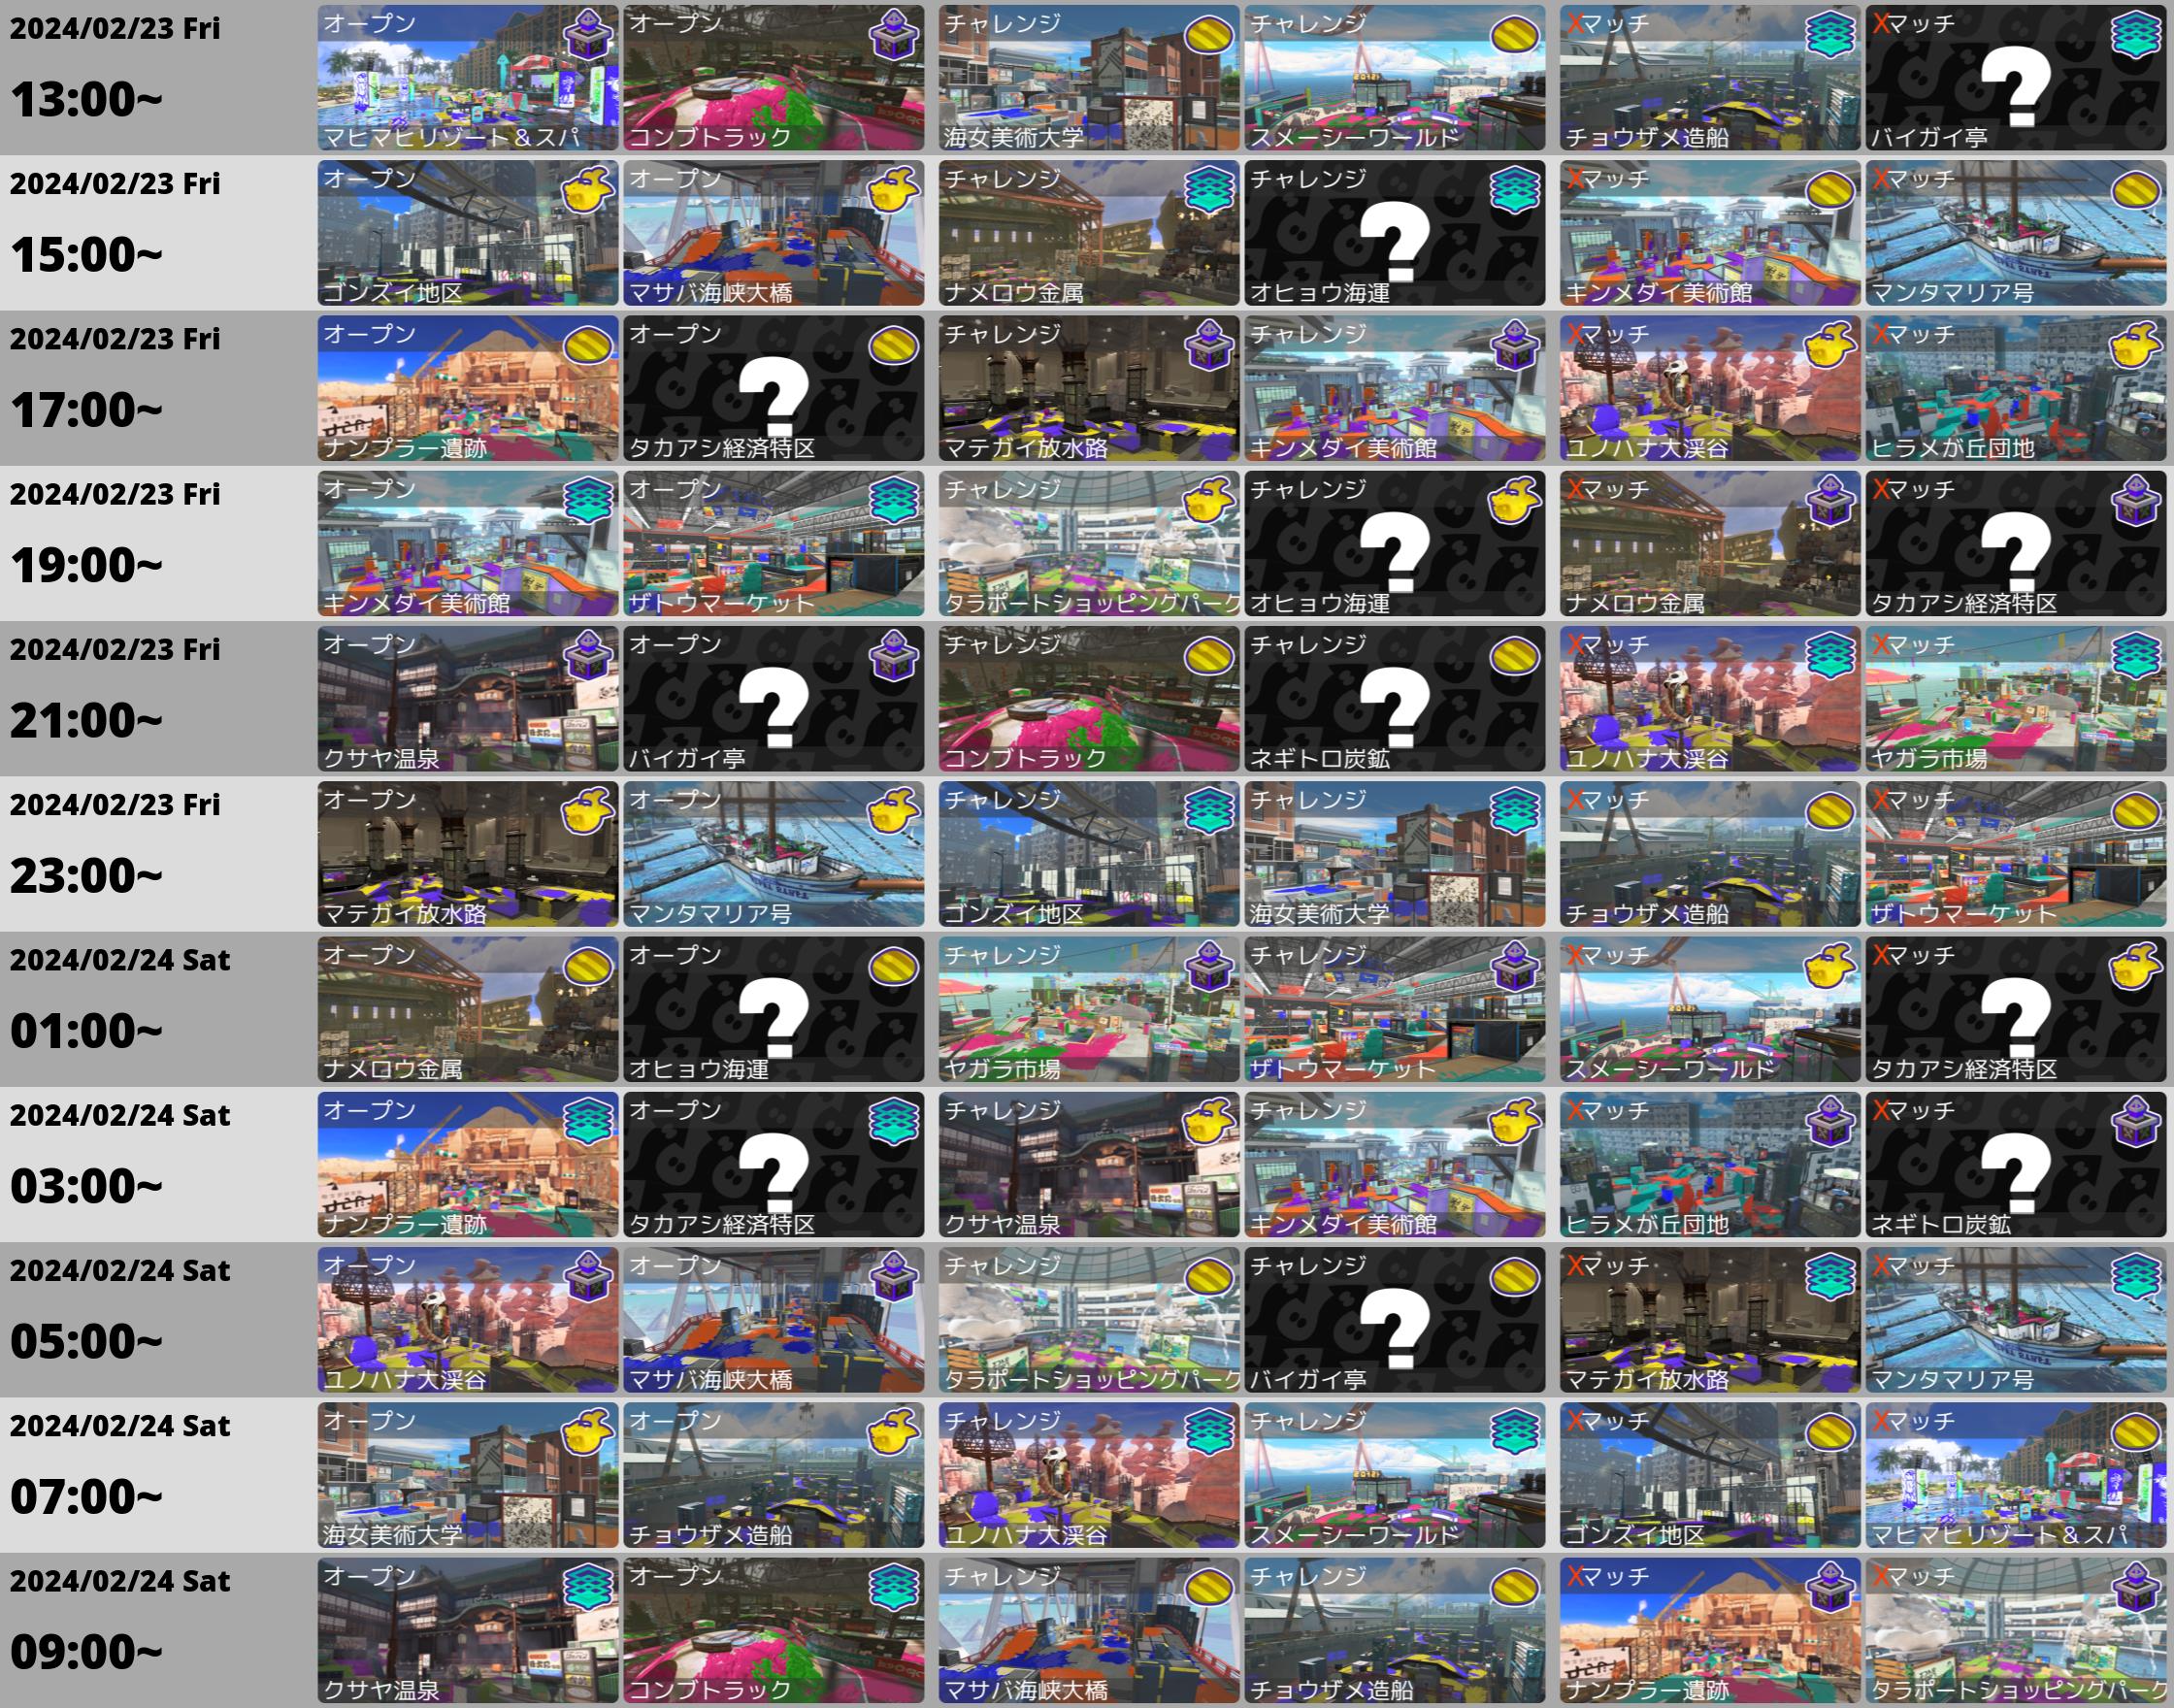 2024/02/23 Fri
13:00~
オープン
マヒマヒリゾート＆スパ
オープン
コンブトラック
チャレンジ
海女美術大学
チャレンジ
スメーシーワールド
Xマッチ
チョウザメ造船
Xマッチ
?
バイガイ亭
2024/02/23 Fri
15:00~
オープン
ゴンズイ地区
オープン
マサバ海峡大橋
チャレンジ
ナメロウ金属
チャレンジ
?
オヒョウ海運
Xマッチ
キンメダイ美術館
Xマッチ
マンタマリア号
2024/02/23 Fri
17:00~
オープン
ナンプラー遺跡
オープン
?
タカアシ経済特区
チャレンジ
マテガイ放水路
チャレンジ
キンメダイ美術館
Xマッチ
ユノハナ大渓谷
Xマッチ
ヒラメが丘団地
2024/02/23 Fri
19:00~
オープン
キンメダイ美術館
オープン
ザトウマーケット
チャレンジ
タラポートショッピングパーク
チャレンジ
?
オヒョウ海運
Xマッチ
ナメロウ金属
Xマッチ
?
タカアシ経済特区
2024/02/23 Fri
21:00~
オープン
クサヤ温泉
オープン
?
バイガイ亭
チャレンジ
コンブトラック
チャレンジ
?
ネギトロ炭鉱
Xマッチ
ユノハナ大渓谷
Xマッチ
ヤガラ市場
2024/02/23 Fri
23:00~
オープン
マテガイ放水路
オープン
マンタマリア号
チャレンジ
ゴンズイ地区
チャレンジ
海女美術大学
Xマッチ
チョウザメ造船
Xマッチ
ザトウマーケット
2024/02/24 Sat
01:00~
オープン
ナメロウ金属
オープン
?
オヒョウ海運
チャレンジ
ヤガラ市場
チャレンジ
ザトウマーケット
Xマッチ
スメーシーワールド
Xマッチ
?
タカアシ経済特区
2024/02/24 Sat
03:00~
オープン
ナンプラー遺跡
オープン
?
タカアシ経済特区
チャレンジ
クサヤ温泉
チャレンジ
キンメダイ美術館
Xマッチ
ヒラメが丘団地
Xマッチ
?
ネギトロ炭鉱
2024/02/24 Sat
05:00~
オープン
ユノハナ大渓谷
オープン
マサバ海峡大橋
チャレンジ
タラポートショッピングパーク
チャレンジ
?
バイガイ亭
Xマッチ
マテガイ放水路
Xマッチ
マンタマリア号
2024/02/24 Sat
07:00~
オープン
海女美術大学
オープン
チョウザメ造船
チャレンジ
ユノハナ大渓谷
チャレンジ
スメーシーワールド
Xマッチ
ゴンズイ地区
Xマッチ
マヒマヒリゾート＆スパ
2024/02/24 Sat
09:00~
オープン
クサヤ温泉
オープン
コンブトラック
チャレンジ
マサバ海峡大橋
チャレンジ
チョウザメ造船
Xマッチ
ナンプラー遺跡
Xマッチ
タラポートショッピングパーク